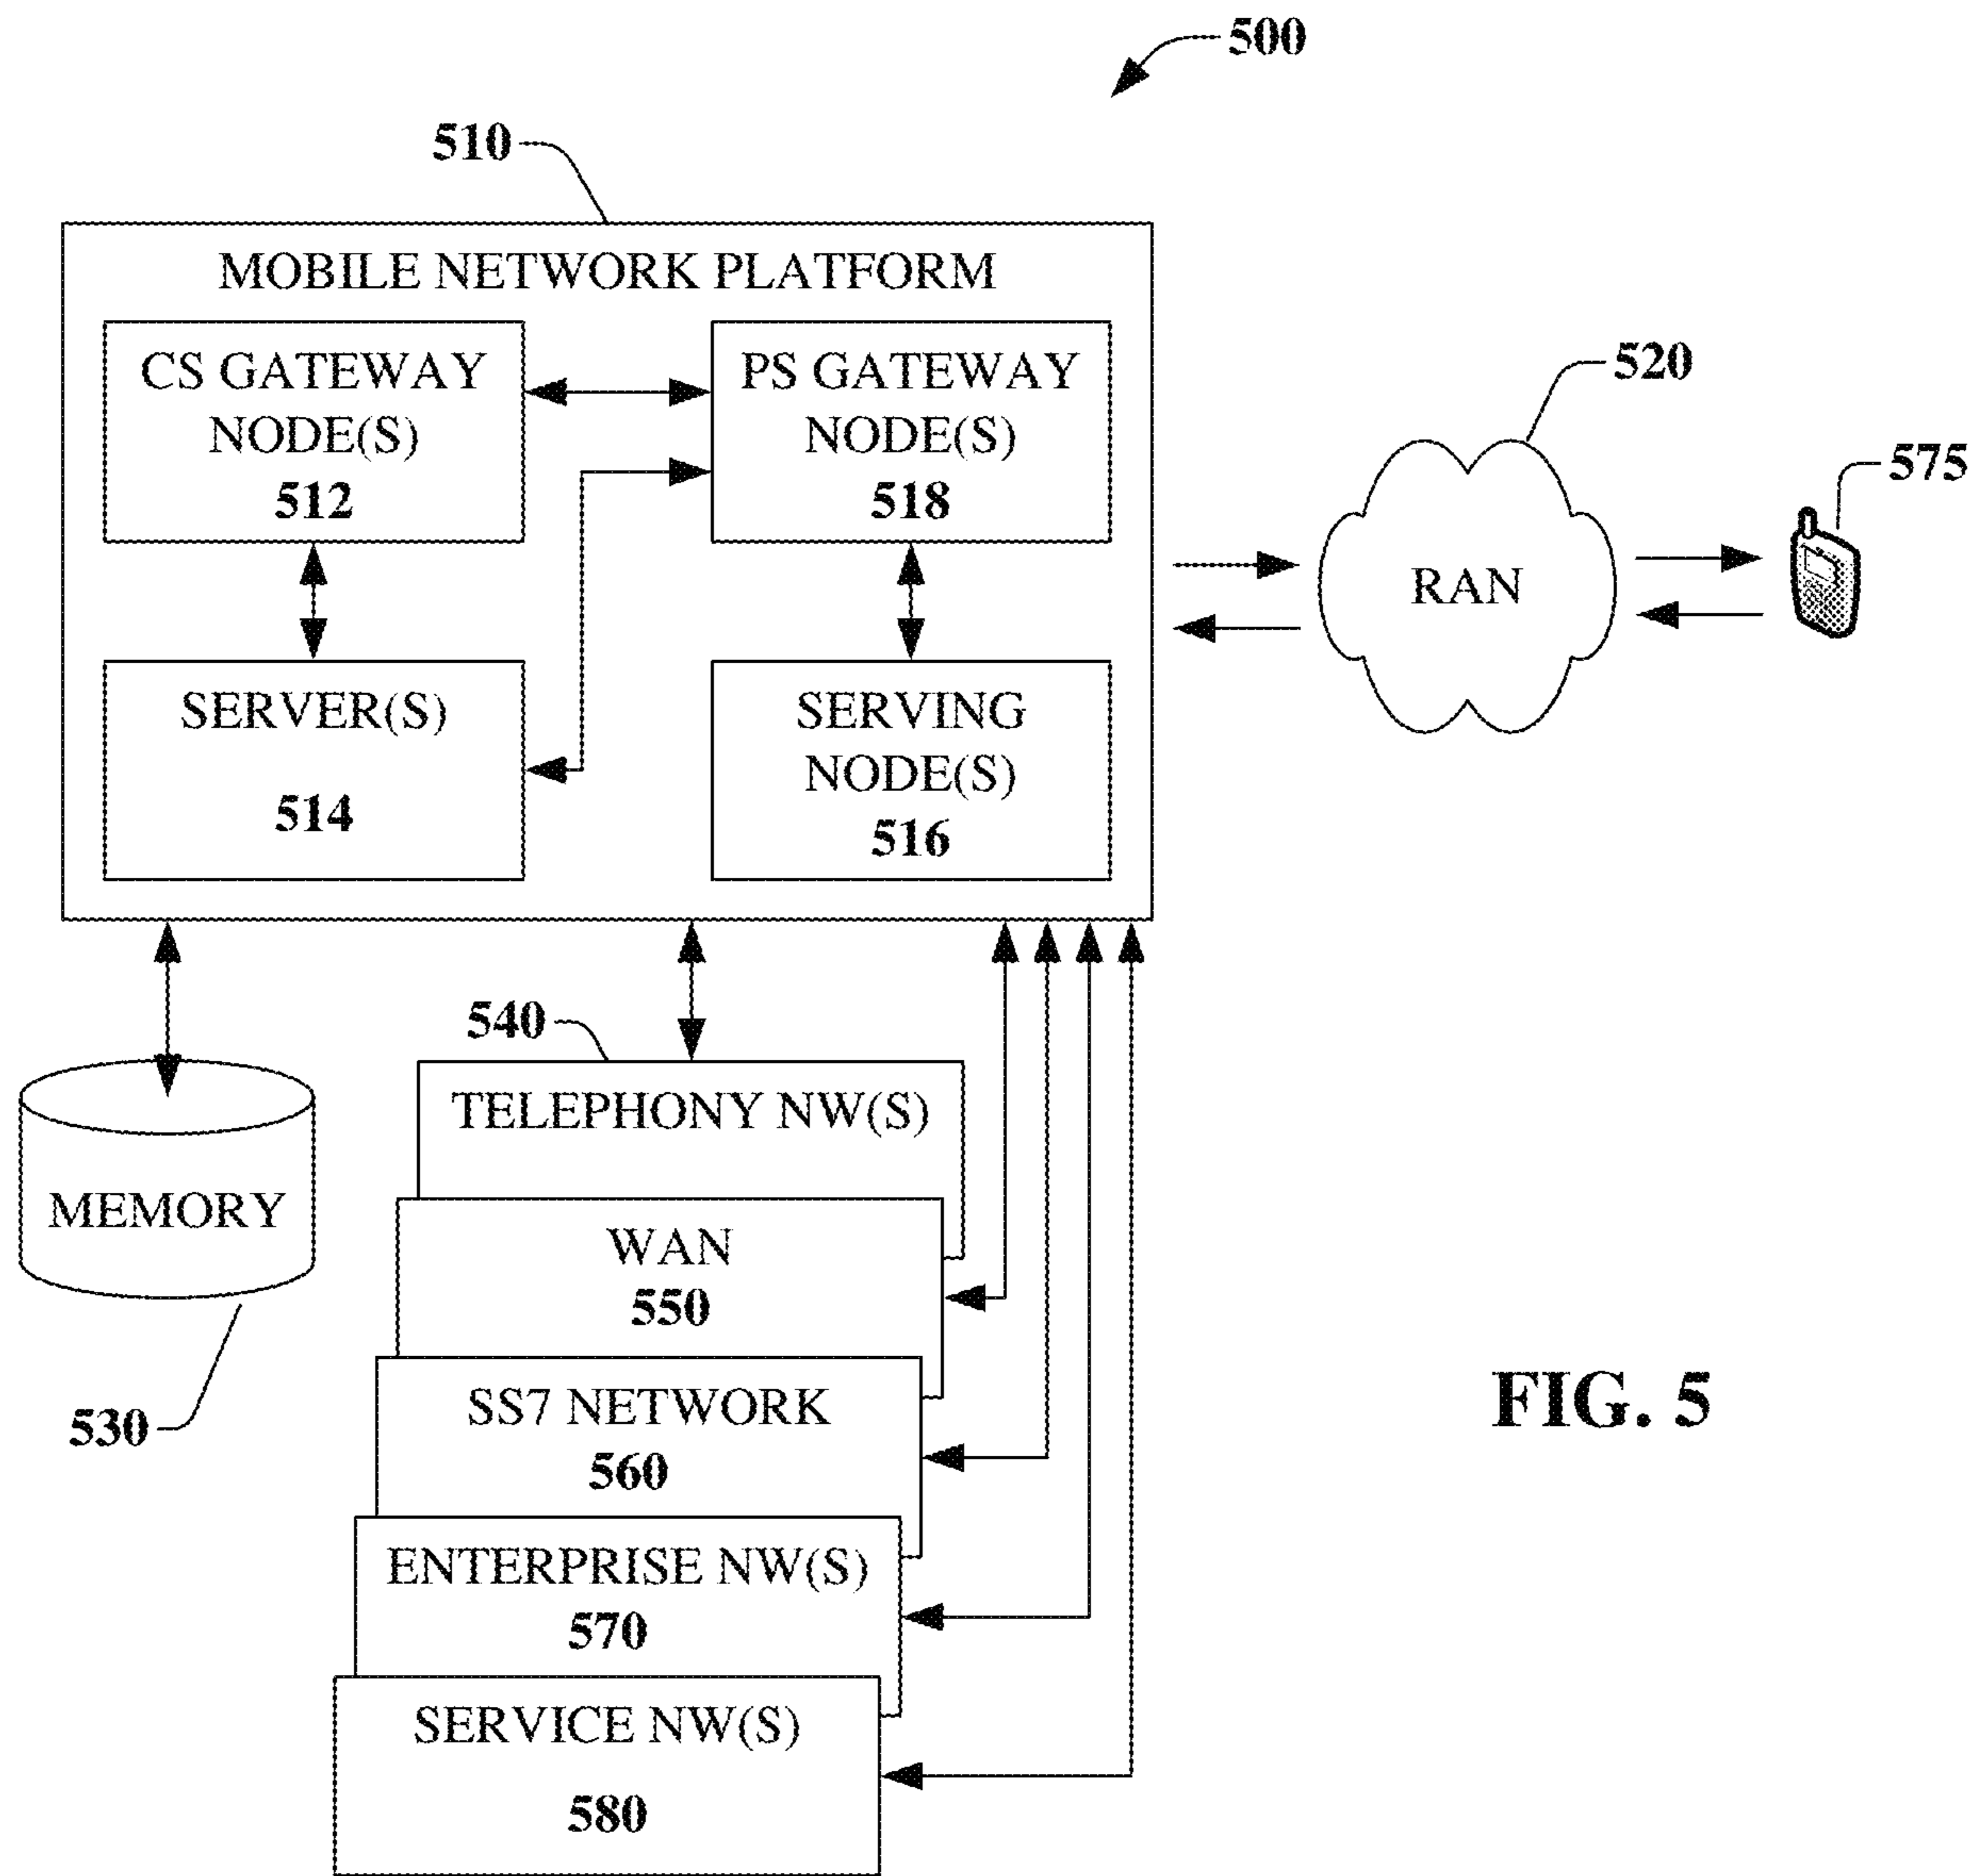 500
510
MOBILE NETWORK PLATFORM
CS GATEWAY
NODE(S)
512
PS GATEWAY
NODE(S)
518
SERVER(S)
514
SERVING
NODE(S)
516
520
RAN
575
540
TELEPHONY NW(S)
MEMORY
530
WAN
550
SS7 NETWORK
560
ENTERPRISE NW(S)
570
SERVICE NW(S)
580
FIG. 5